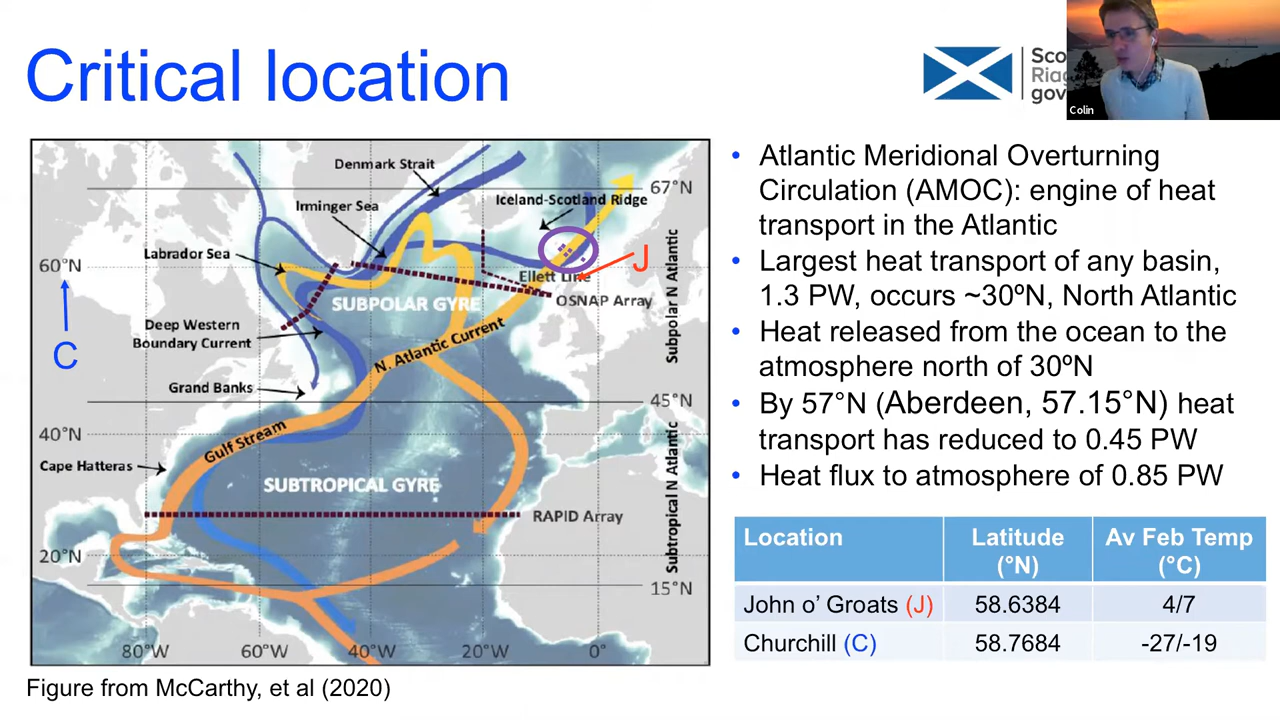 Critical location
Sco
Ria
gov
Colin
Denmark Strait
67°N
Irminger Sea
Iceland-Scotland Ridge
Labrador Sea
60°N
J
Ellett Line
OSNAP Array
SUBPOLAR GYRE
Subpolar N Atlantic
Deep Western
Boundary Current
C
N. Atlantic Current
Grand Banks
45°N
40°N
Gulf Stream
Cape Hatteras
SUBTROPICAL GYRE
Subtropical N Atlantic
RAPID Array
20°N
15°N
80°W 60°W 40°W 20°W 0°
Figure from McCarthy, et al (2020)
• Atlantic Meridional Overturning
Circulation (AMOC): engine of heat
transport in the Atlantic
• Largest heat transport of any basin,
1.3 PW, occurs ~30ºN, North Atlantic
• Heat released from the ocean to the
atmosphere north of 30ºN
• By 57°N (Aberdeen, 57.15°N) heat
transport has reduced to 0.45 PW
• Heat flux to atmosphere of 0.85 PW
Location Latitude (°N) Av Feb Temp (°C)
John o’ Groats (J) 58.6384 4/7
Churchill (C) 58.7684 -27/-19